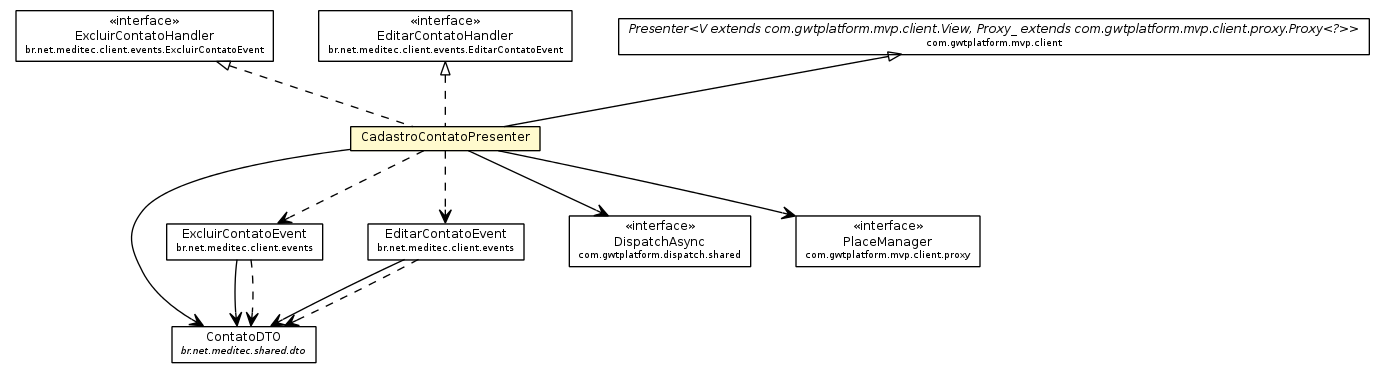 «interface»
ExcluirContatoHandler
br.net.meditec.client.events.ExcluirContatoEvent
«interface»
EditarContatoHandler
br.net.meditec.client.events.EditarContatoEvent
Presenter<V extends com.gwtplatform.mvp.client.View, Proxy_ extends com.gwtplatform.mvp.client.proxy.Proxy<?>>
com.gwtplatform.mvp.client
CadastroContatoPresenter
ExcluirContatoEvent
br.net.meditec.client.events
EditarContatoEvent
br.net.meditec.client.events
«interface»
DispatchAsync
com.gwtplatform.dispatch.shared
«interface»
PlaceManager
com.gwtplatform.mvp.client.proxy
ContatoDTO
br.net.meditec.shared.dto